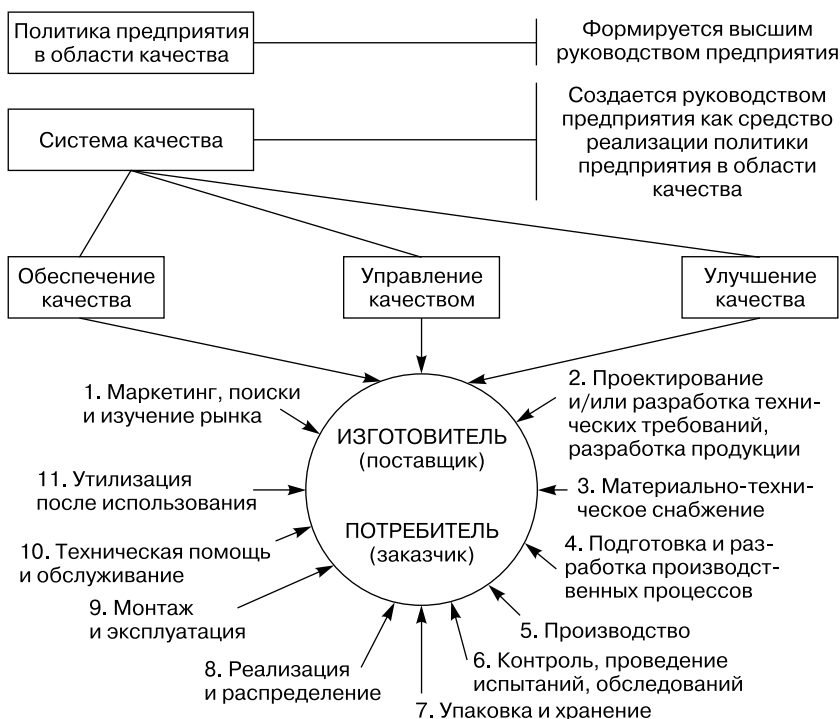 Политика предприятия
в области качества
Формируется высшим
руководством предприятия
Система качества
Создается руководством
предприятия как средство
реализации политики
предприятия в области
качества
Обеспечение
качества
Управление
качеством
Улучшение
качества
1. Маркетинг, поиски
и изучение рынка
2. Проектирование
и/или разработка техни-
ческих требований,
разработка продукции
ИЗГОТОВИТЕЛЬ
(поставщик)
11. Утилизация
после использования
3. Материально-техни-
ческое снабжение
ПОТРЕБИТЕЛЬ
(заказчик)
10. Техническая помощь
и обслуживание
4. Подготовка и раз-
работка производст-
венных процессов
9. Монтаж
и эксплуатация
5. Производство
8. Реализация
и распределение
6. Контроль, проведение
испытаний, обследований
7. Упаковка и хранение